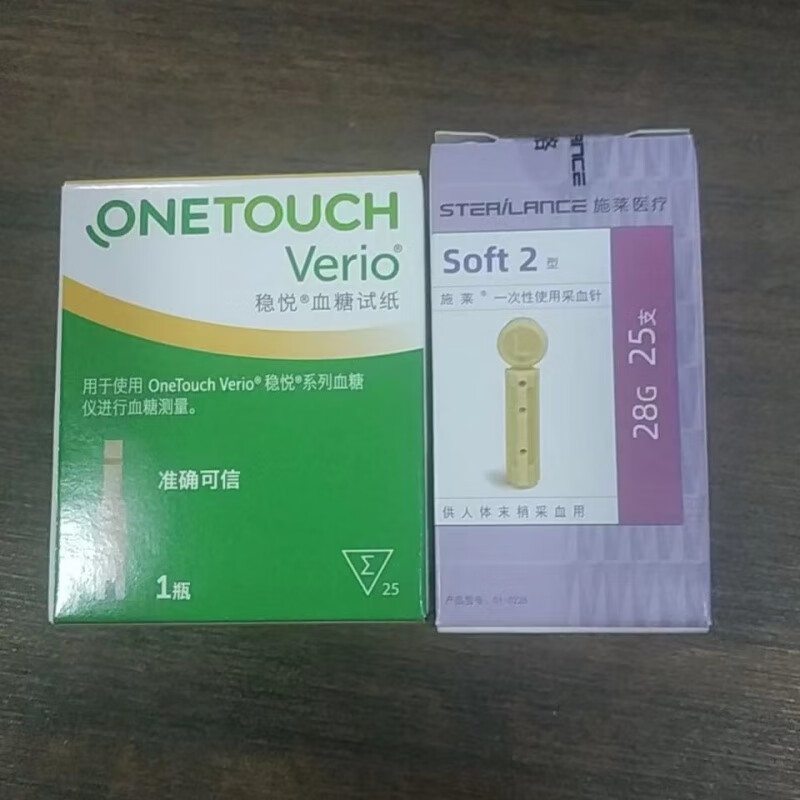 ONETOUCH
Verio®
稳悦®血糖试纸
用于使用 OneTouch Verio® 稳悦®系列血糖
仪进行血糖测量。
准确可信
1瓶
Σ
25
STERILANCE 施莱医疗
Soft 2 型
施莱® 一次性使用采血针
28G 25支
供人体末梢采血用